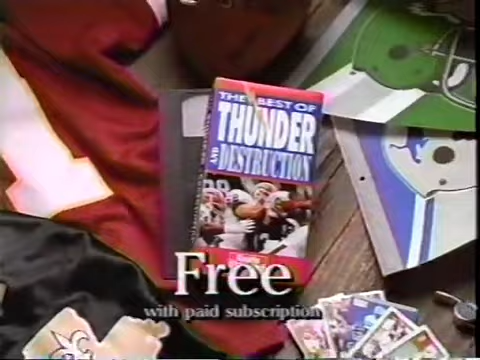 THE BEST OF
THUNDER
AND DESTRUCTION
Free
with paid subscription